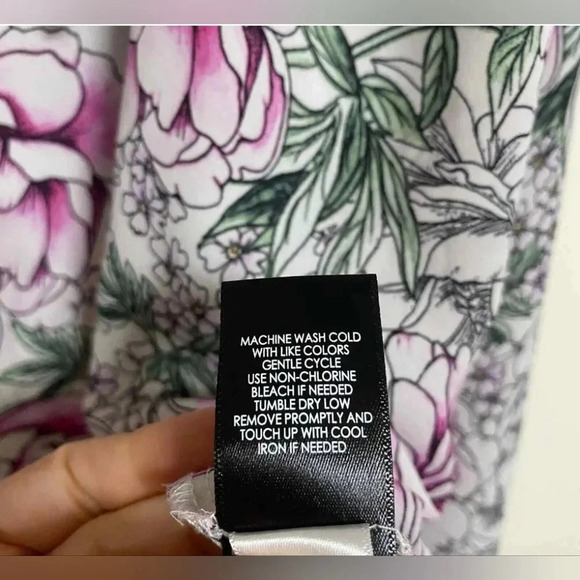 MACHINE WASH COLD
WITH LIKE COLORS
GENTLE CYCLE
USE NON-CHLORINE
BLEACH IF NEEDED
TUMBLE DRY LOW
REMOVE PROMPTLY AND
TOUCH UP WITH COOL
IRON IF NEEDED